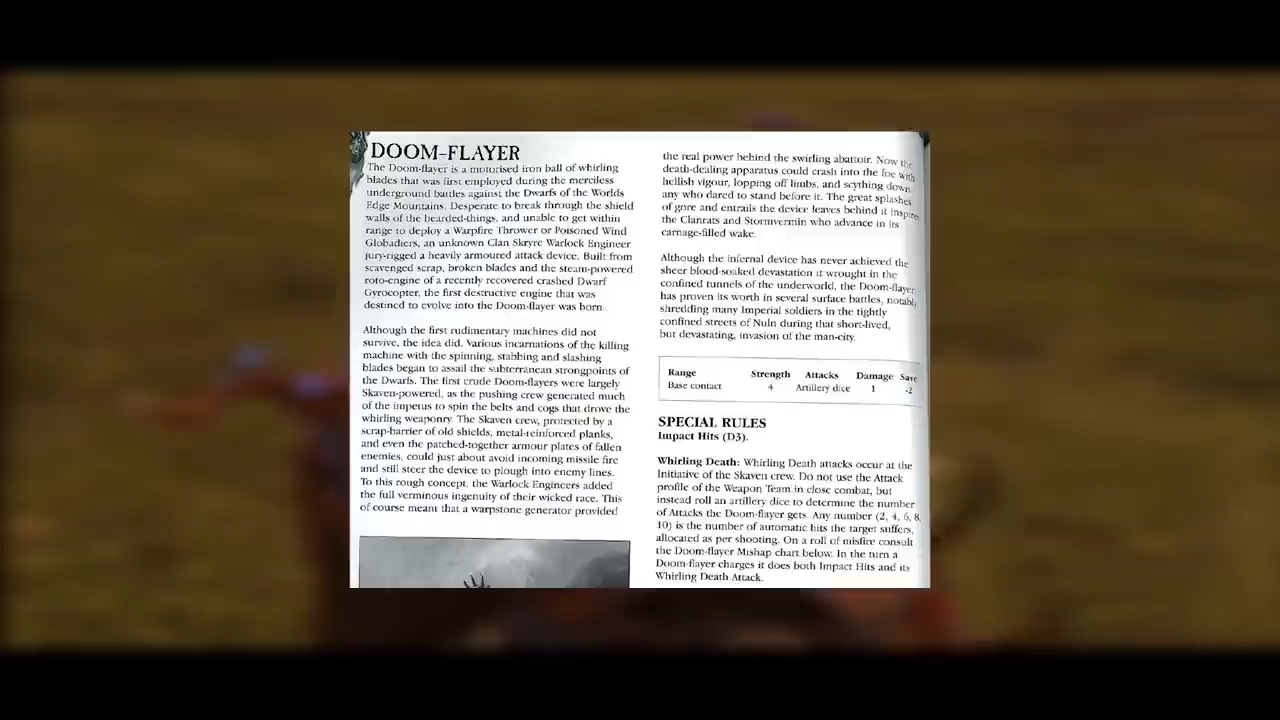 DOOM-FLAYER
The Doom-flayer is a motorised iron ball of whirling
blades that was first employed during the merciless
underground battles against the Dwarfs of the Worlds
Edge Mountains. Desperate to break through the shield
walls of the bearded-things, and unable to get within
range to deploy a Warpfire Thrower or Poisoned Wind
Globadiers, an unknown Clan Skryre Warlock Engineer
jury-rigged a heavily armoured attack device. Built from
scavenged scrap, broken blades and the steam-powered
roto-engine of a recently recovered crashed Dwarf
Gyrocopter, the first destructive engine that was
destined to evolve into the Doom-flayer was born.
Although the first rudimentary machines did not
survive, the idea did. Various incarnations of the killing
machine with the spinning, stabbing and slashing
blades began to assail the subterranean strongpoints of
the Dwarfs. The first crude Doom-flayers were largely
Skaven-powered, as the pushing crew generated much
of the impetus to spin the belts and cogs that drove the
whirling weaponry. The Skaven crew, protected by a
scrap-barrier of old shields, metal-reinforced planks,
and even the patched-together armour plates of fallen
enemies, could just about avoid incoming missile fire
and still steer the device to plough into enemy lines.
To this rough concept, the Warlock Engineers added
the full verminous ingenuity of their wicked race. This
of course meant that a warpstone generator provided
the real power behind the swirling abattoir. Now the
death-dealing apparatus could crash into the foe with
hellish vigour, lopping off limbs, and scything down
any who dared to stand before it. The great splashes
of gore and entrails the device leaves behind it inspires
the Clanrats and Stormvermin who advance in its
carnage-filled wake.
Although the infernal device has never achieved the
sheer blood-soaked devastation it wrought in the
confined tunnels of the underworld, the Doom-flayer
has proven its worth in several surface battles, notably
shredding many Imperial soldiers in the tightly
confined streets of Nuln during that short-lived,
but devastating, invasion of the man-city.
Range Strength Attacks Damage Save
Base contact 4 Artillery dice 1 -2
SPECIAL RULES
Impact Hits (D3).
Whirling Death: Whirling Death attacks occur at the
Initiative of the Skaven crew. Do not use the Attack
profile of the Weapon Team in close combat, but
instead roll an artillery dice to determine the number
of Attacks the Doom-flayer gets. Any number (2, 4, 6, 8,
10) is the number of automatic hits the target suffers,
allocated as per shooting. On a roll of misfire consult
the Doom-flayer Mishap chart below. In the turn a
Doom-flayer charges it does both Impact Hits and its
Whirling Death Attack.